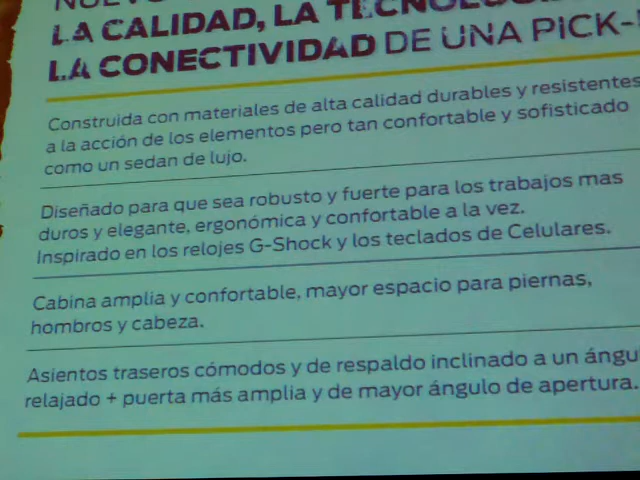 NUEVO
LA CALIDAD, LA
LA CONECTIVIDAD DE UNA PICK-
Construida con materiales de alta calidad durables y resistentes
a la acción de los elementos pero tan confortable y sofisticado
como un sedan de lujo.
Diseñado para que sea robusto y fuerte para los trabajos mas
duros y elegante, ergonómica y confortable a la vez.
Inspirado en los relojes G-Shock y los teclados de Celulares.
Cabina amplia y confortable, mayor espacio para piernas,
hombros y cabeza.
Asientos traseros cómodos y de respaldo inclinado a un ángu
relajado + puerta más amplia y de mayor ángulo de apertura.